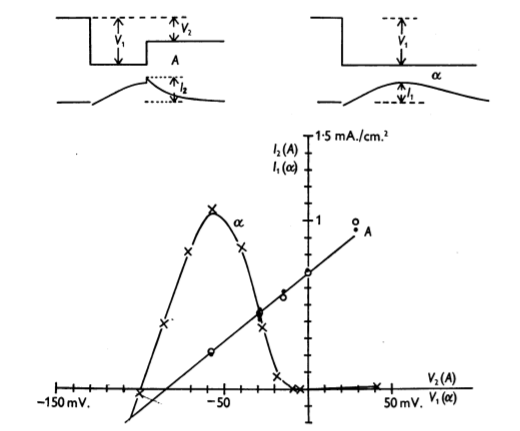 V₂
V₁
A
I₂
V₁
α
I₁
1·5 mA./cm.²
I₂(A)
I₁(α)
1
α
A
V₂(A)
−150 mV.
−50
50 mV.
V₁(α)